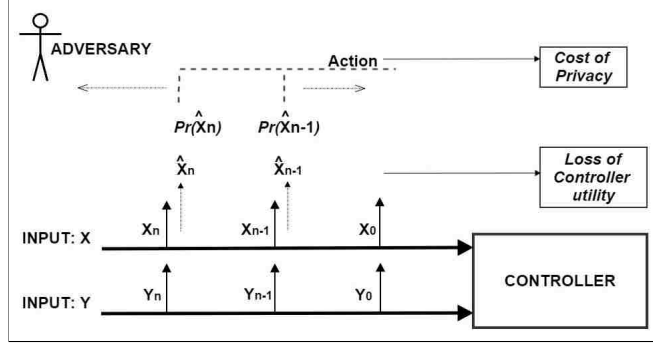 ADVERSARY
Action
Cost of
Privacy
Pr(X̂n) Pr(X̂n-1)
X̂n X̂n-1
Loss of
Controller
utility
Xn Xn-1 X0
INPUT: X
CONTROLLER
Yn Yn-1 Y0
INPUT: Y